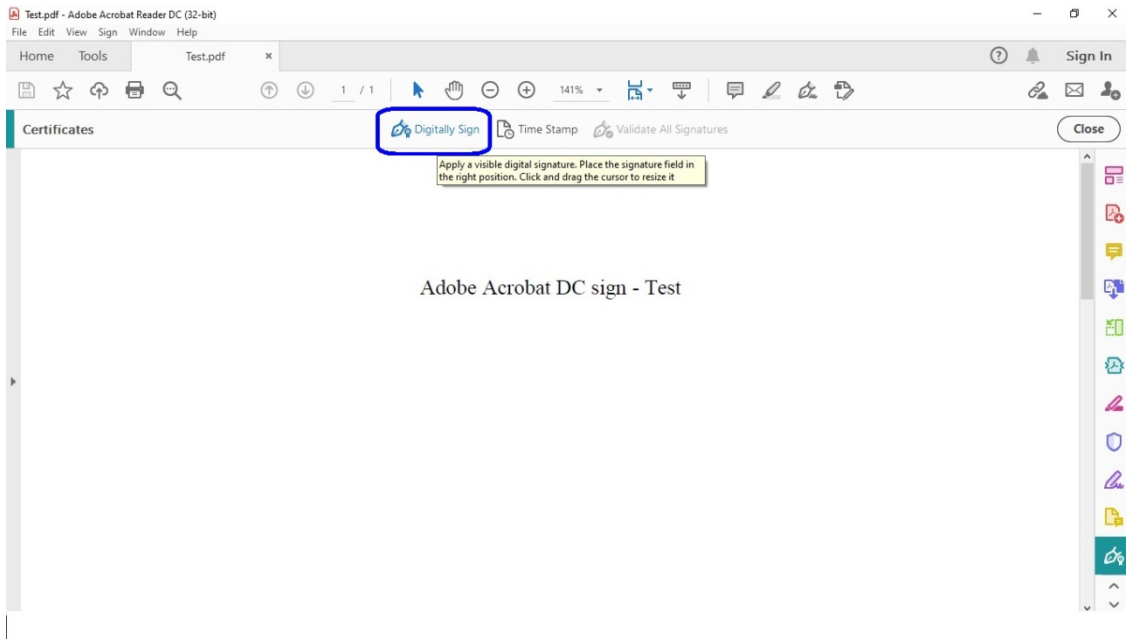 Test.pdf - Adobe Acrobat Reader DC (32-bit)
File Edit View Sign Window Help
Home Tools Test.pdf × ? Sign In
1 / 1 141%
Certificates Digitally Sign Time Stamp Validate All Signatures Close
Apply a visible digital signature. Place the signature field in
the right position. Click and drag the cursor to resize it
Adobe Acrobat DC sign - Test